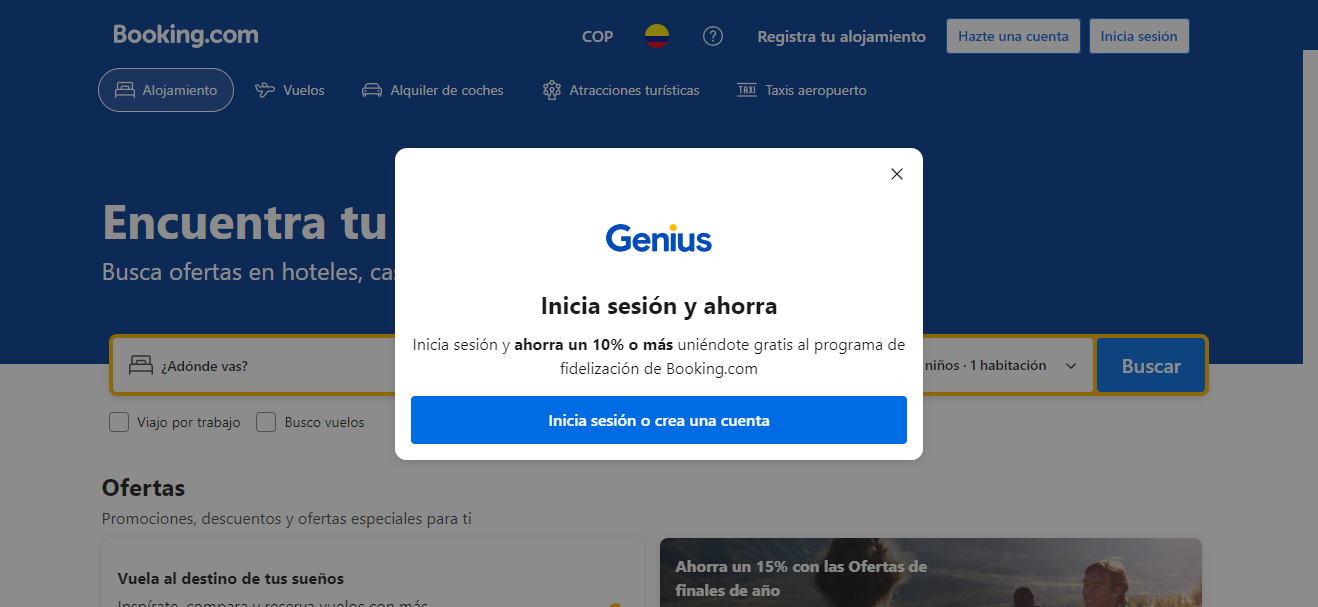 Booking.com
COP
Registra tu alojamiento
Hazte una cuenta
Inicia sesión
Alojamiento
Vuelos
Alquiler de coches
Atracciones turísticas
TAXI
Taxis aeropuerto
Encuentra tu
Busca ofertas en hoteles,
Genius
Inicia sesión y ahorra
Inicia sesión y ahorra un 10% o más uniéndote gratis al programa de
fidelización de Booking.com
Inicia sesión o crea una cuenta
¿Adónde vas?
niños · 1 habitación
Buscar
Viajo por trabajo
Busco vuelos
Ofertas
Promociones, descuentos y ofertas especiales para ti
Vuela al destino de tus sueños
Inspírate, compara y reserva vuelos con más
Ahorra un 15% con las Ofertas de
finales de año